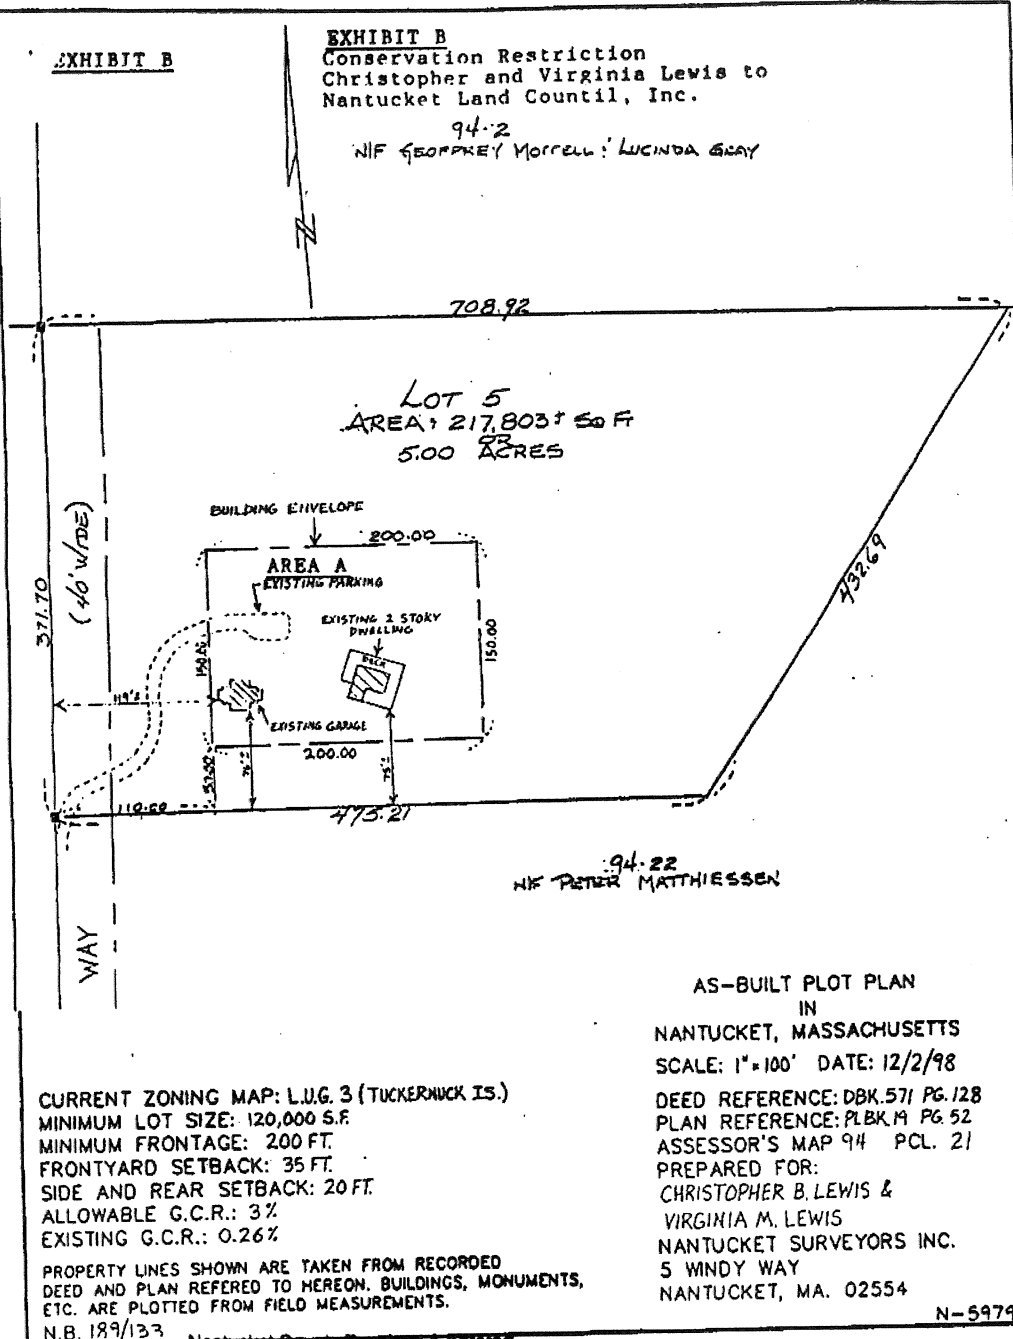 EXHIBIT B
EXHIBIT B
Conservation Restriction
Christopher and Virginia Lewis to
Nantucket Land Countil, Inc.
94-2
N/F GEOFFREY MORRELL & LUCINDA GRAY
N
708.92
LOT 5
AREA: 217,803± SQ FT
OR
5.00 ACRES
(40' WIDE)
371.70
432.69
BUILDING ENVELOPE
200.00
AREA A
EXISTING PARKING
EXISTING 2 STORY
DWELLING
DECK
150.00
150.00
119'±
EXISTING GARAGE
200.00
57.00
76'±
75'±
110.00
475.21
94-22
N/F PETER MATTHIESSEN
WAY
AS-BUILT PLOT PLAN
IN
NANTUCKET, MASSACHUSETTS
SCALE: 1"=100' DATE: 12/2/98
DEED REFERENCE: DBK.571 PG.128
PLAN REFERENCE: PLBK.19 PG.52
ASSESSOR'S MAP 94 PCL. 21
PREPARED FOR:
CHRISTOPHER B. LEWIS &
VIRGINIA M. LEWIS
NANTUCKET SURVEYORS INC.
5 WINDY WAY
NANTUCKET, MA. 02554
N-5979
CURRENT ZONING MAP: L.U.G. 3 (TUCKERNUCK IS.)
MINIMUM LOT SIZE: 120,000 S.F.
MINIMUM FRONTAGE: 200 FT.
FRONTYARD SETBACK: 35 FT.
SIDE AND REAR SETBACK: 20 FT.
ALLOWABLE G.C.R.: 3%
EXISTING G.C.R.: 0.26%
PROPERTY LINES SHOWN ARE TAKEN FROM RECORDED
DEED AND PLAN REFERED TO HEREON. BUILDINGS, MONUMENTS,
ETC. ARE PLOTTED FROM FIELD MEASUREMENTS.
N.B. 189/133